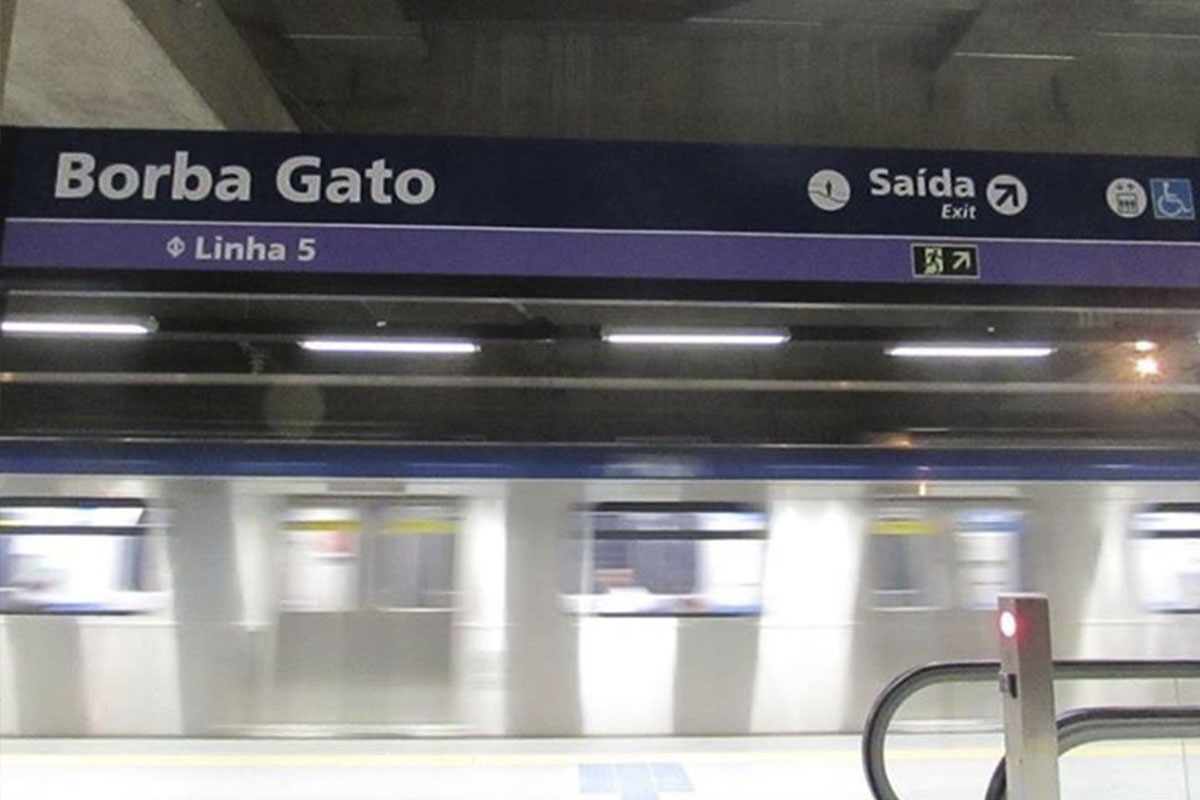 Borba Gato
Linha 5
Saída
Exit